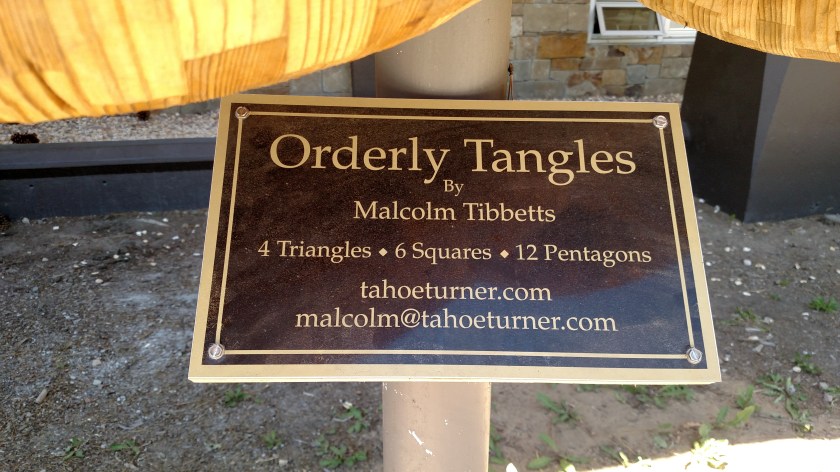 Orderly Tangles
By
Malcolm Tibbetts
4 Triangles ⬥ 6 Squares ⬥ 12 Pentagons
tahoeturner.com
malcolm@tahoeturner.com